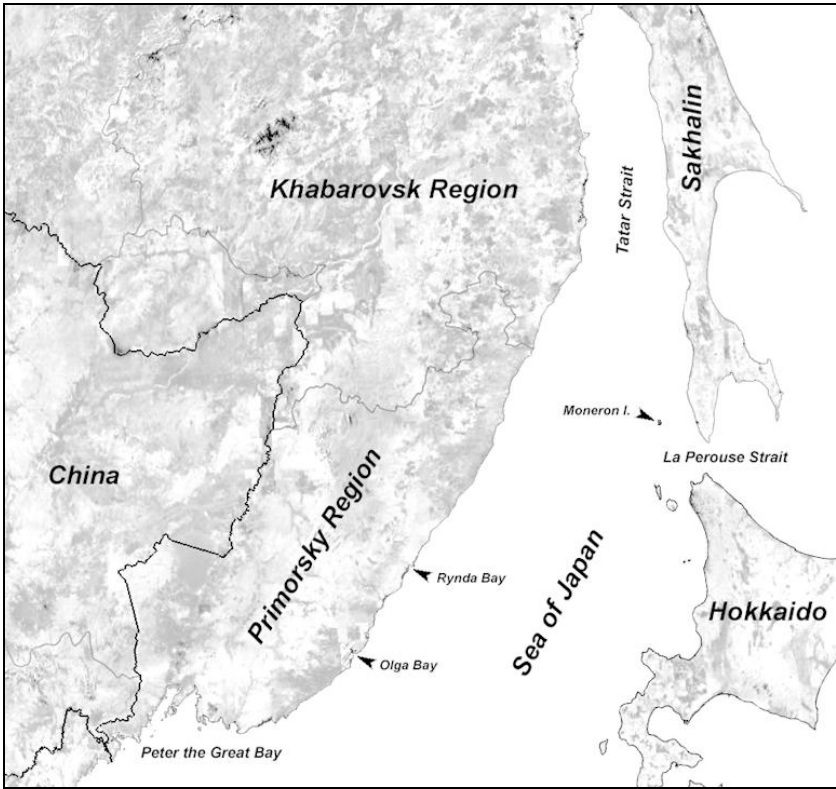 Sakhalin
Khabarovsk Region
Tatar Strait
Moneron I.
La Perouse Strait
China
Primorsky Region
Sea of Japan
Rynda Bay
Hokkaido
Olga Bay
Peter the Great Bay